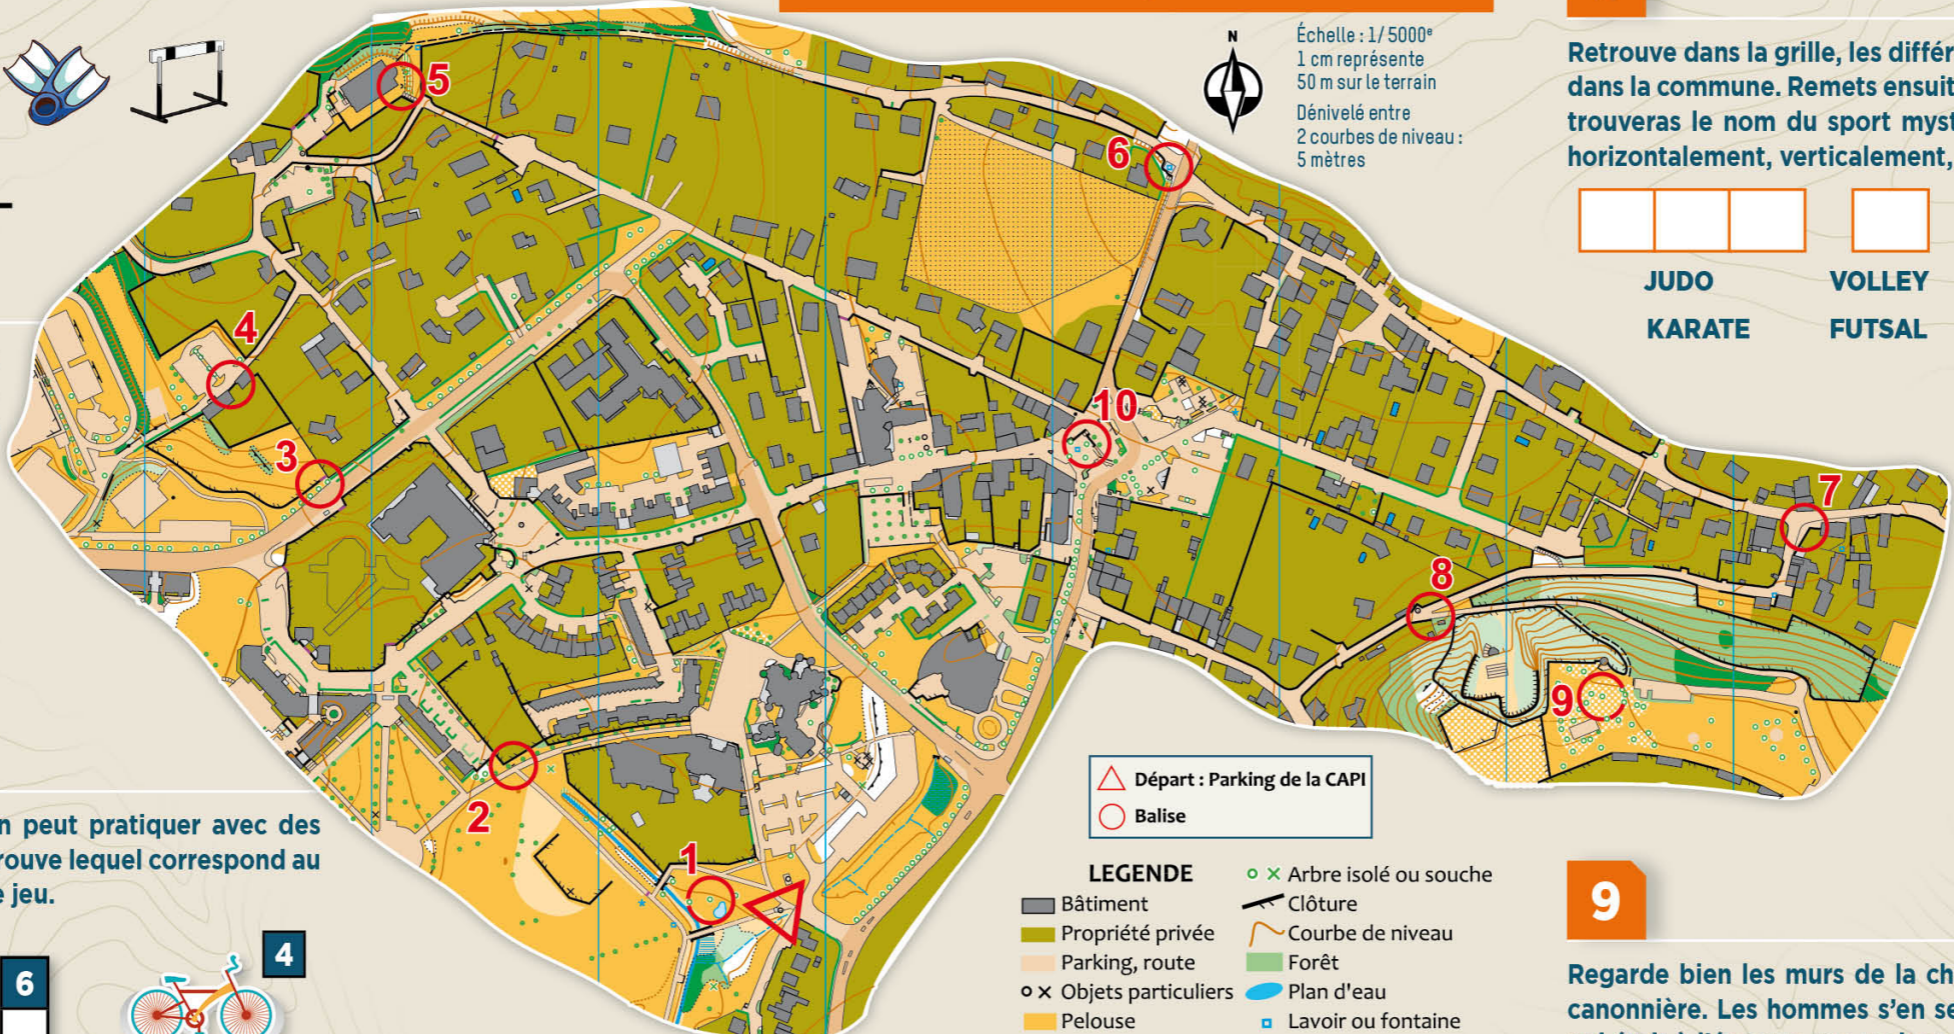 5
6
4
3
10
7
8
9
2
1
N
Échelle : 1/ 5000e
1 cm représente
50 m sur le terrain
Dénivelé entre
2 courbes de niveau :
5 mètres
Retrouve dans la grille, les différ
dans la commune. Remets ensuit
trouveras le nom du sport myst
horizontalement, verticalement,
JUDO VOLLEY
KARATE FUTSAL
n peut pratiquer avec des
rouve lequel correspond au
e jeu.
6
4
Départ : Parking de la CAPI
Balise
LEGENDE
Bâtiment
Propriété privée
Parking, route
Objets particuliers
Pelouse
Arbre isolé ou souche
Clôture
Courbe de niveau
Forêt
Plan d'eau
Lavoir ou fontaine
9
Regarde bien les murs de la ch
canonnière. Les hommes s'en se